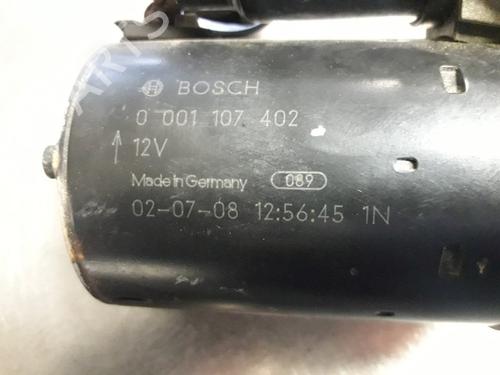 BOSCH
0 001 107 402
12V
Made in Germany 089
02-07-08 12:56:45 1N